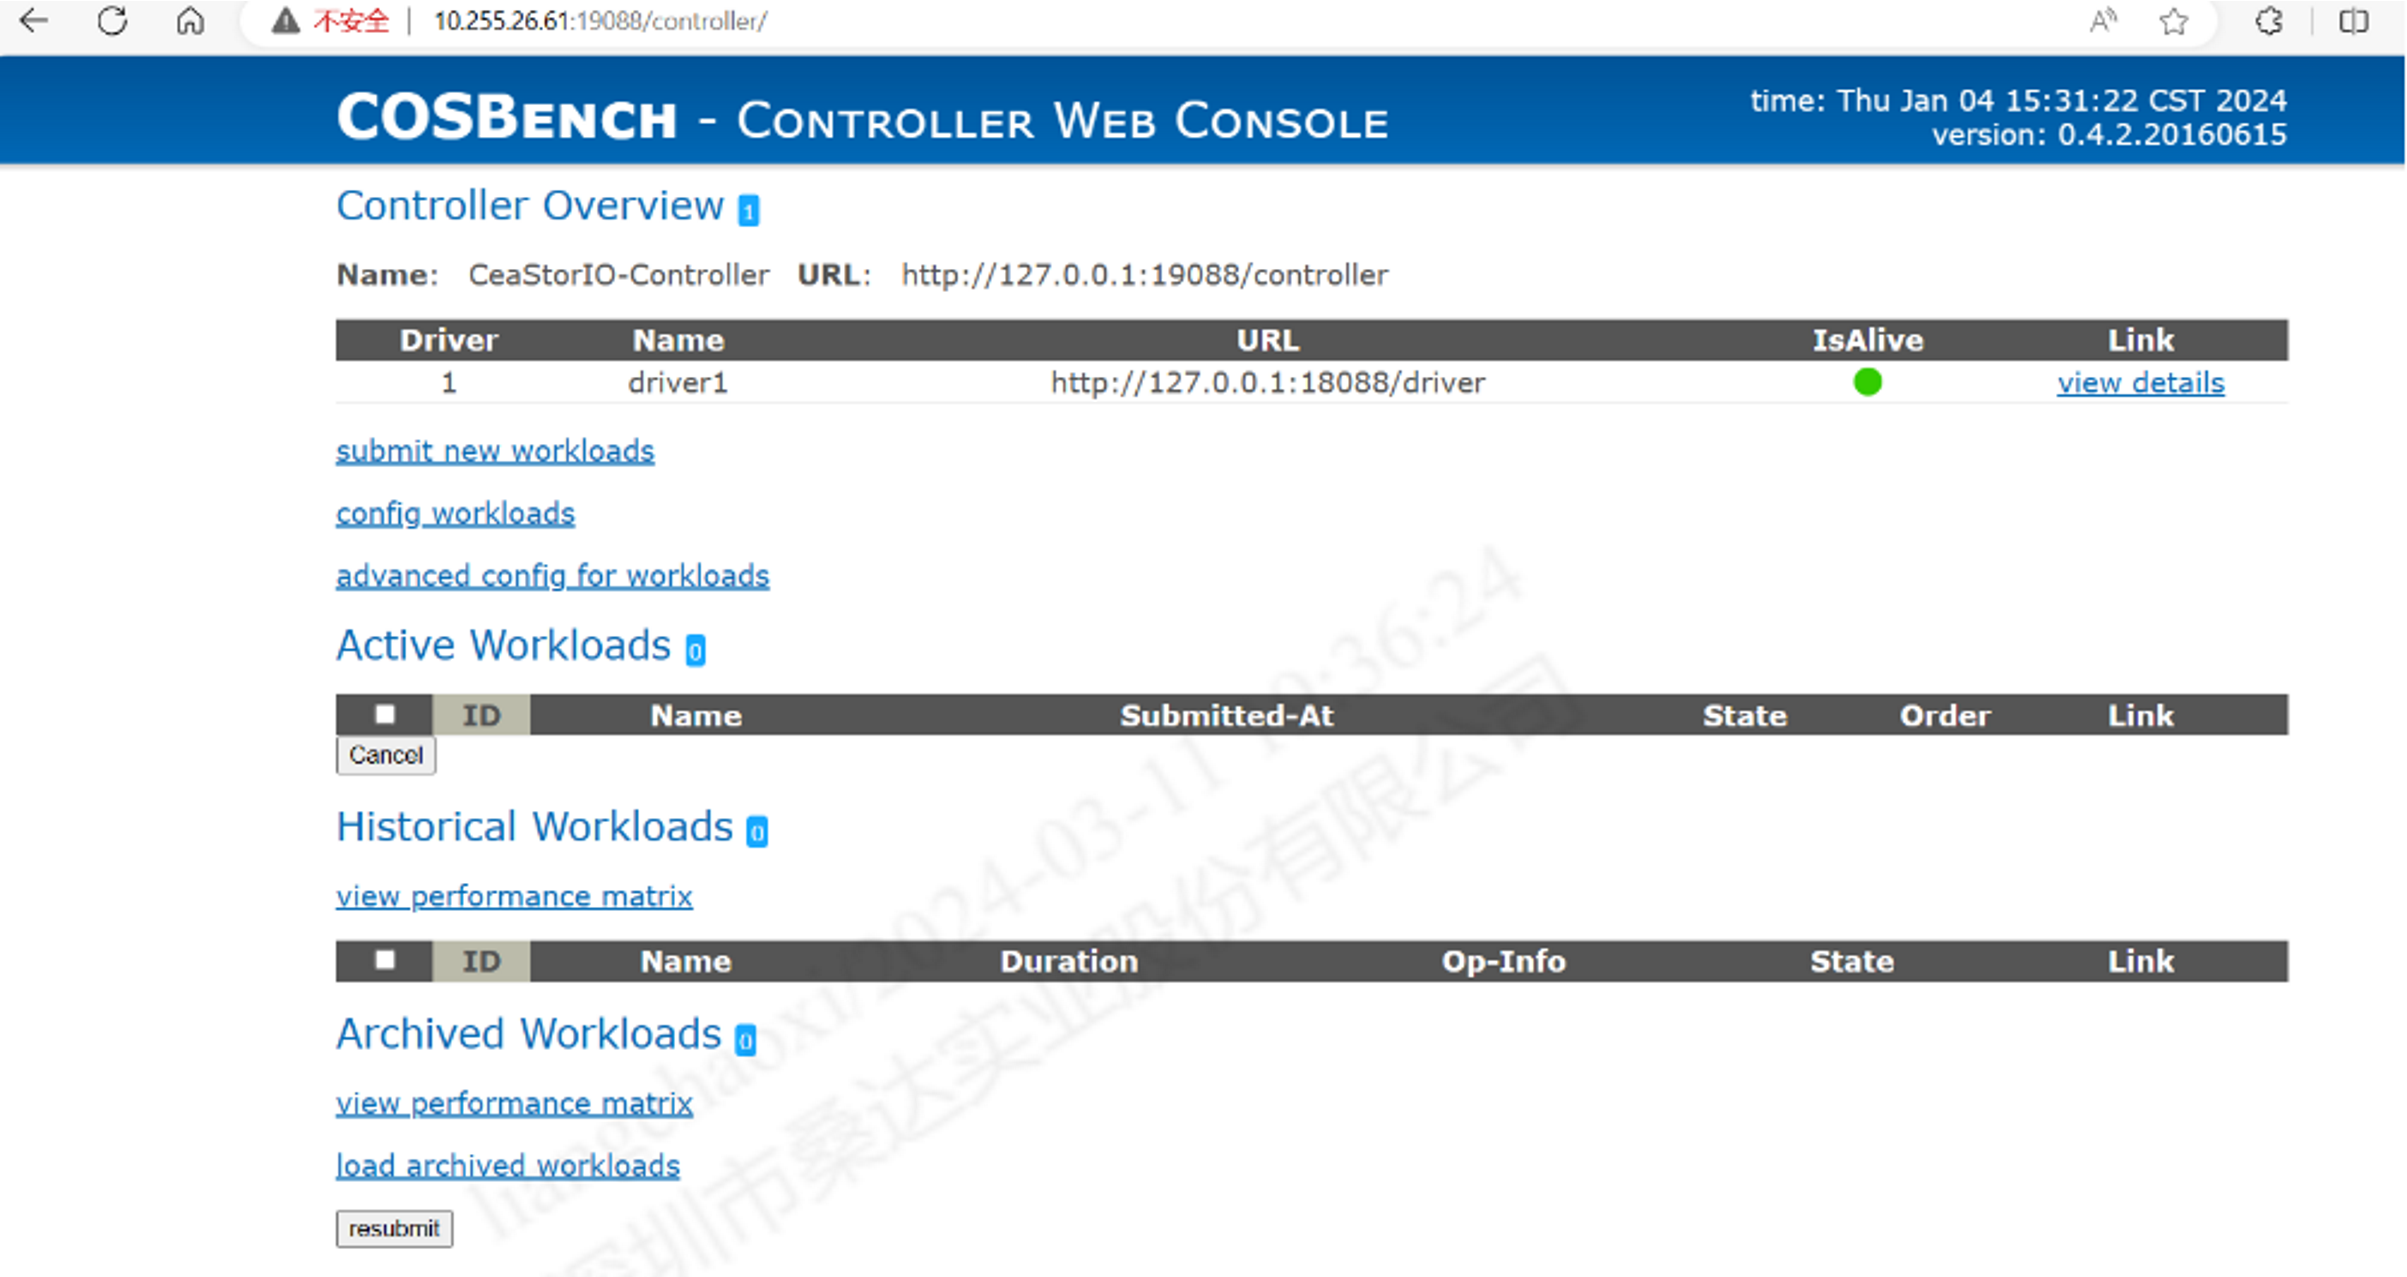 不安全 | 10.255.26.61:19088/controller/
COSBENCH - CONTROLLER WEB CONSOLE
time: Thu Jan 04 15:31:22 CST 2024
version: 0.4.2.20160615
Controller Overview 1
Name: CeaStorIO-Controller URL: http://127.0.0.1:19088/controller
Driver Name URL IsAlive Link
1 driver1 http://127.0.0.1:18088/driver view details
submit new workloads
config workloads
advanced config for workloads
Active Workloads 0
ID Name Submitted-At State Order Link
Cancel
Historical Workloads 0
view performance matrix
ID Name Duration Op-Info State Link
Archived Workloads 0
view performance matrix
load archived workloads
resubmit
liangchaoxi/2024-03-11 19:36:24
深圳市桑达实业股份有限公司